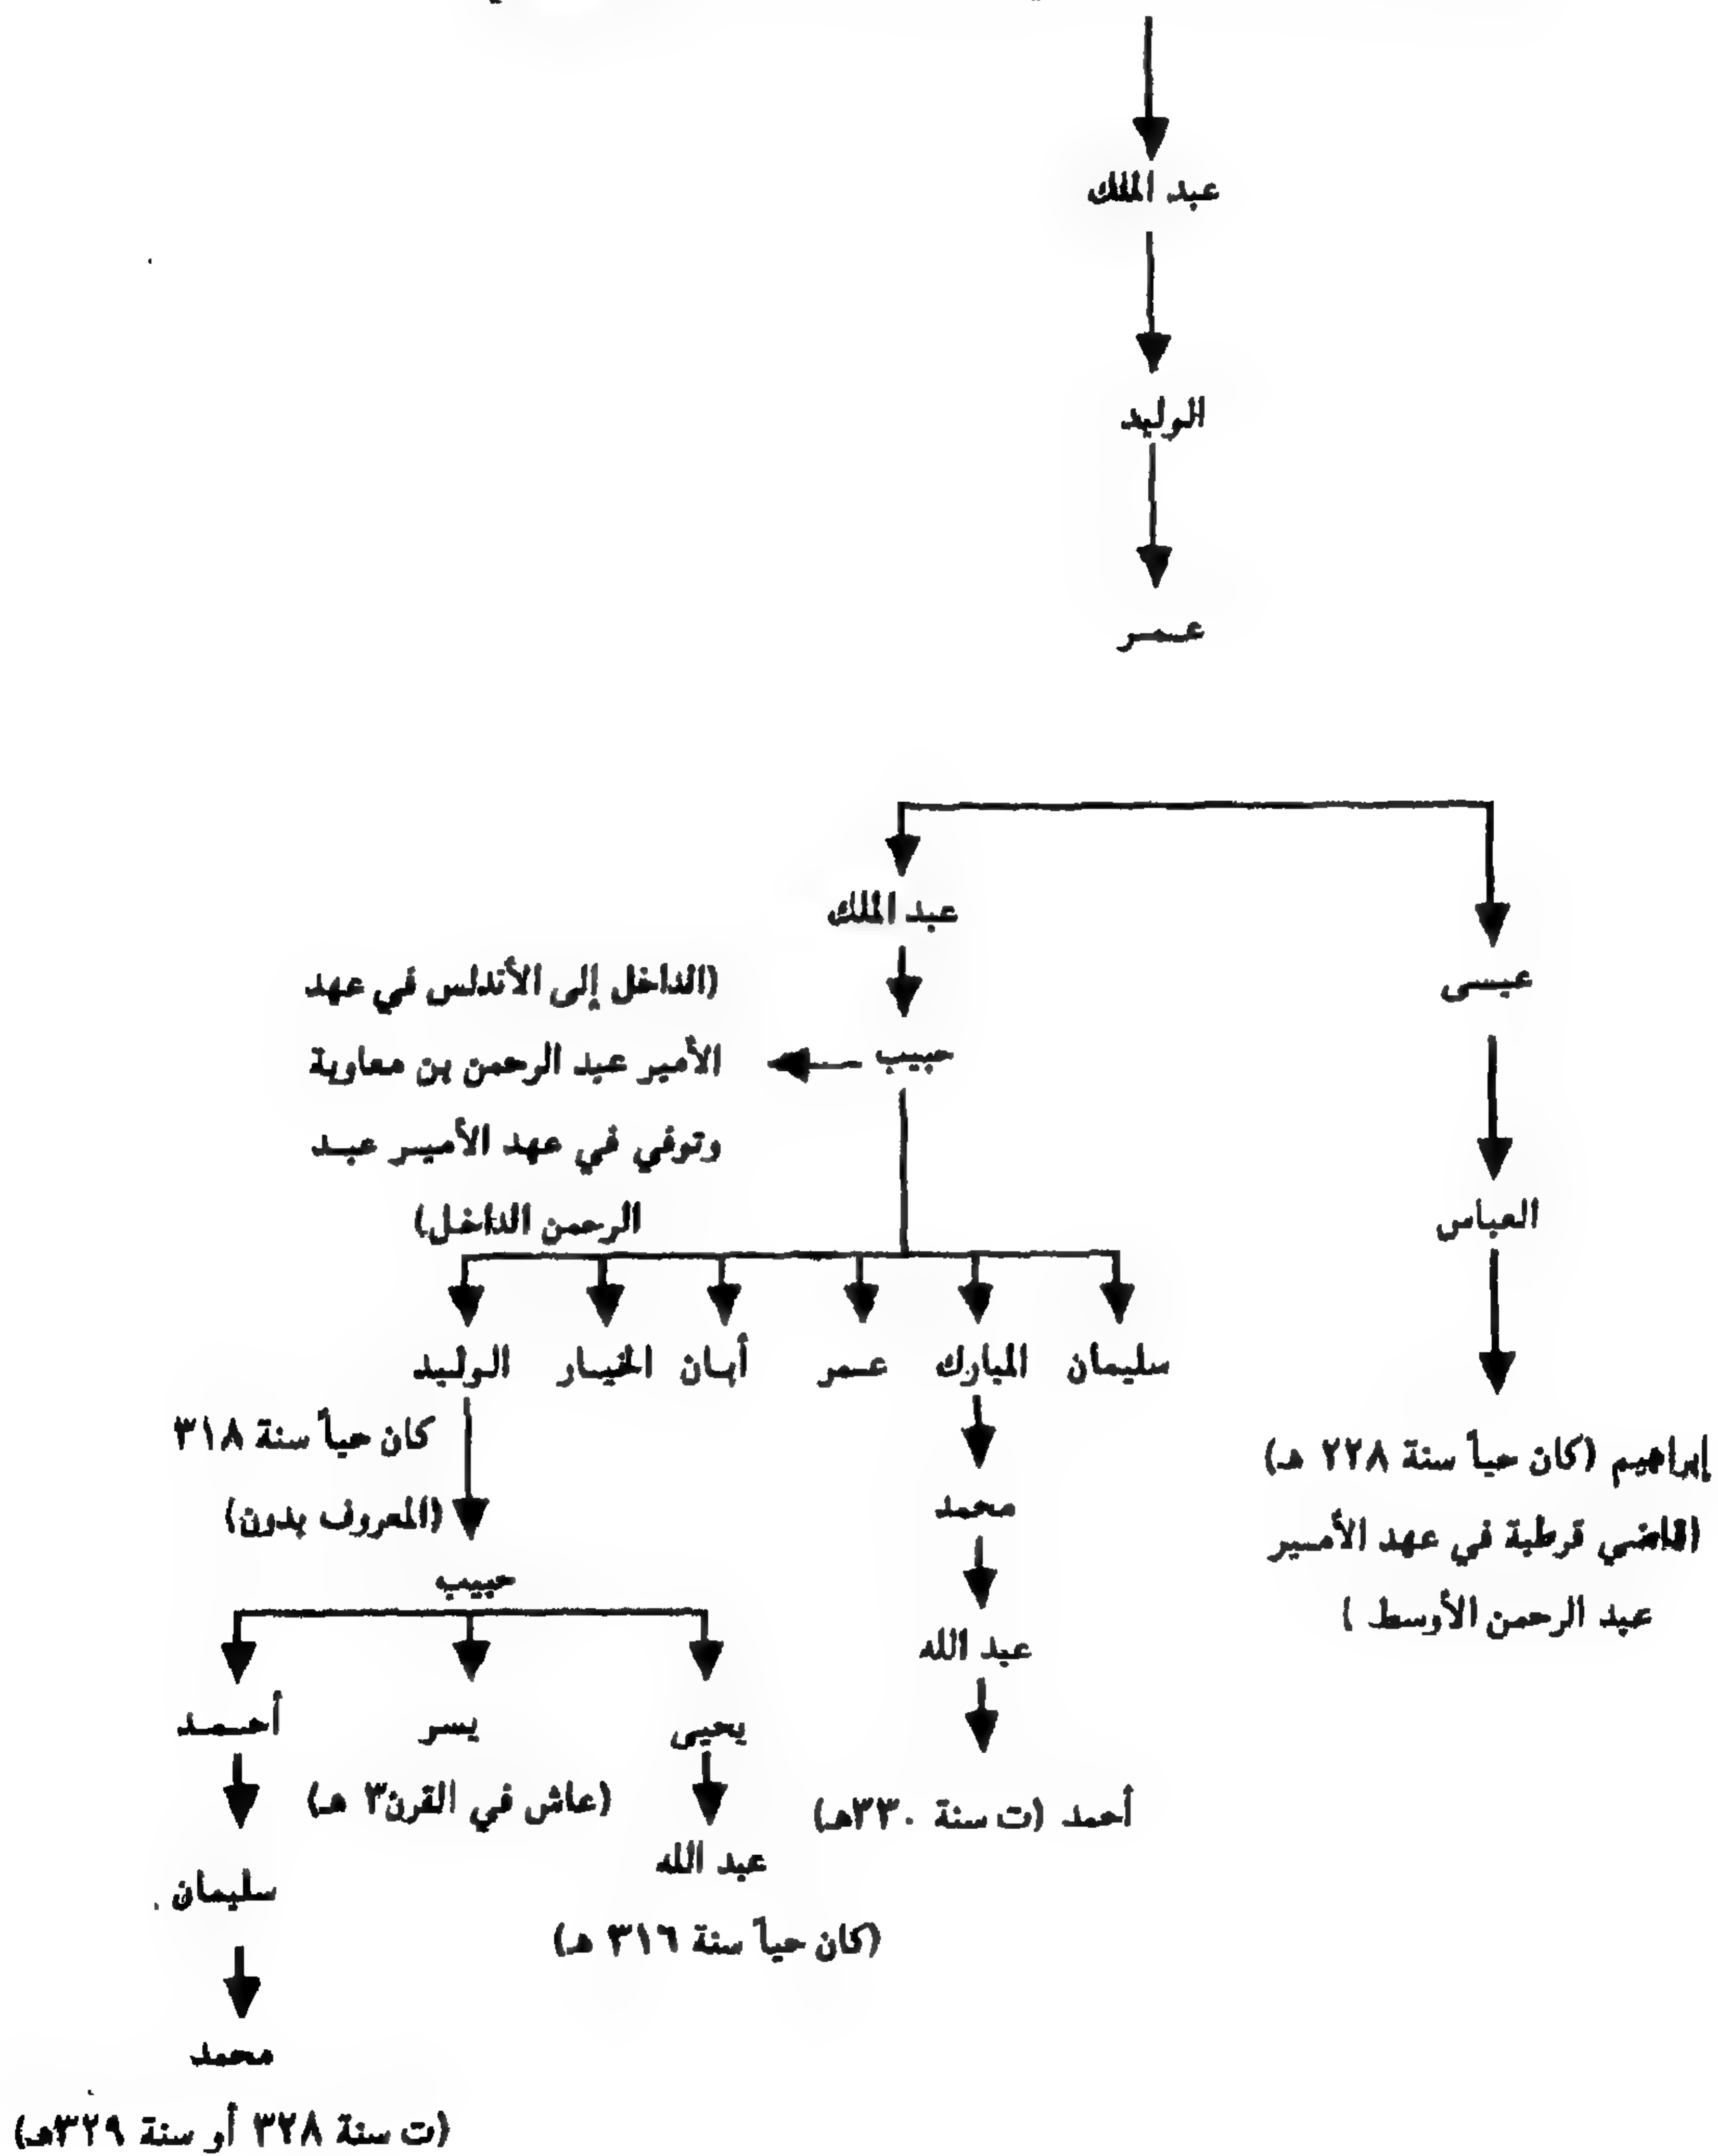 عبد الملك
الوليد
عمر
عبد الملك
عيسى
(الداخل إلى الأندلس في عهد
الأمير عبد الرحمن بن معاوية
وتوفي في عهد الأمير عبد
الرحمن الداخل)
حبيب
العباس
سليمان المبارك عمر أبان الخيار الوليد
إبراهيم (كان حياً سنة ٢٢٨ هـ)
(قاضي قرطبة في عهد الأمير
عبد الرحمن الأوسط )
كان حياً سنة ٣١٨
(المعروف بدون)
حبيب
محمد
عبد الله
أحمد (ت سنة ٣٣٠هـ)
يحيى يسر أحمد
(عاش في القرن٣ هـ)
عبد الله
(كان حياً سنة ٣١٦ هـ)
سليمان
محمد
(ت سنة ٣٢٨ أو سنة ٣٢٩هـ)